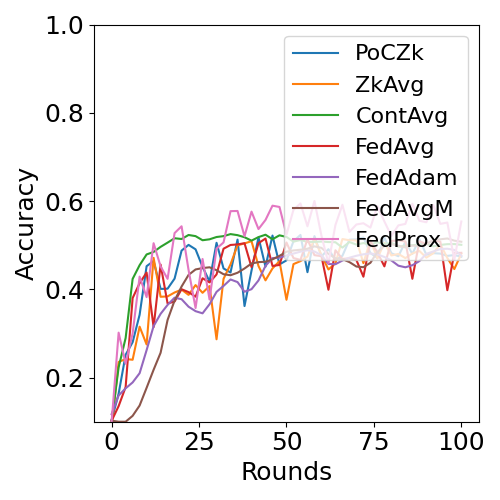 1.0
0.8
0.6
0.4
0.2
Accuracy
PoCZk
ZkAvg
ContAvg
FedAvg
FedAdam
FedAvgM
FedProx
0 25 50 75 100
Rounds